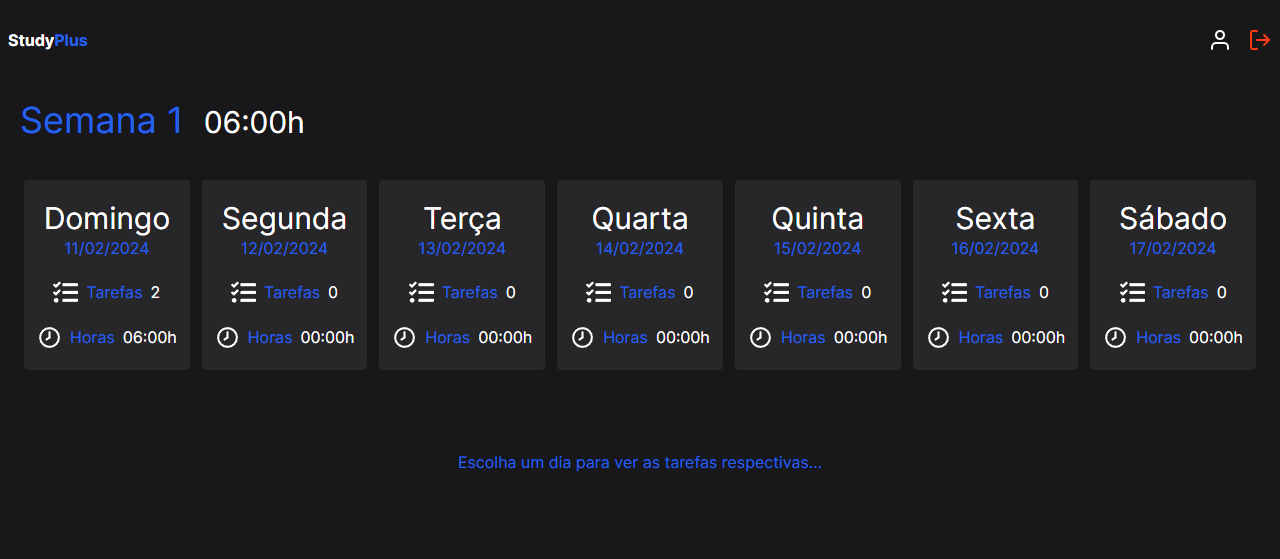 StudyPlus
Semana 1 06:00h
Domingo
11/02/2024
Tarefas 2
Horas 06:00h
Segunda
12/02/2024
Tarefas 0
Horas 00:00h
Terça
13/02/2024
Tarefas 0
Horas 00:00h
Quarta
14/02/2024
Tarefas 0
Horas 00:00h
Quinta
15/02/2024
Tarefas 0
Horas 00:00h
Sexta
16/02/2024
Tarefas 0
Horas 00:00h
Sábado
17/02/2024
Tarefas 0
Horas 00:00h
Escolha um dia para ver as tarefas respectivas...